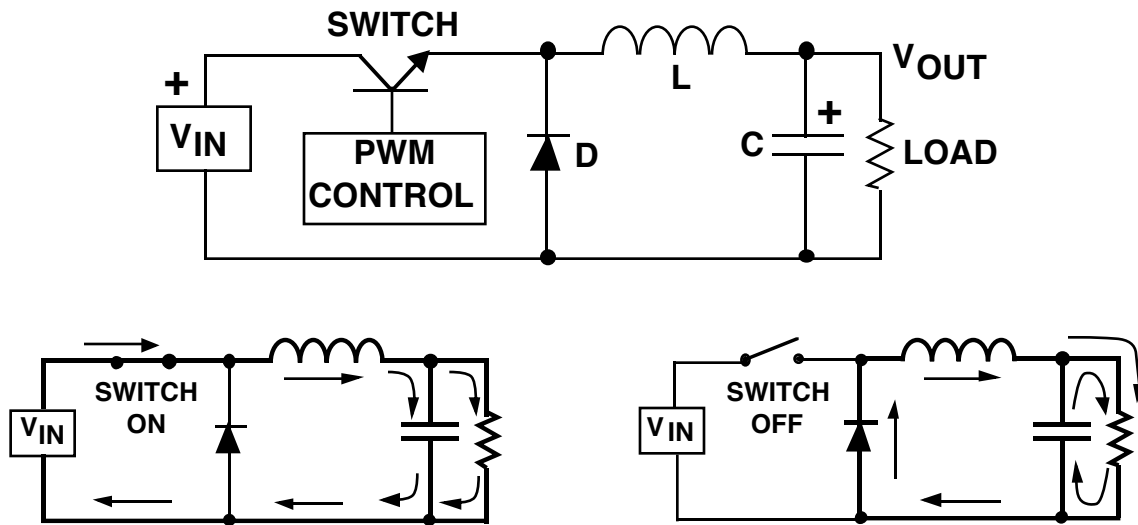 SWITCH
+
VIN
PWM
CONTROL
D
L
C
+
VOUT
LOAD
SWITCH
ON
VIN
SWITCH
OFF
VIN